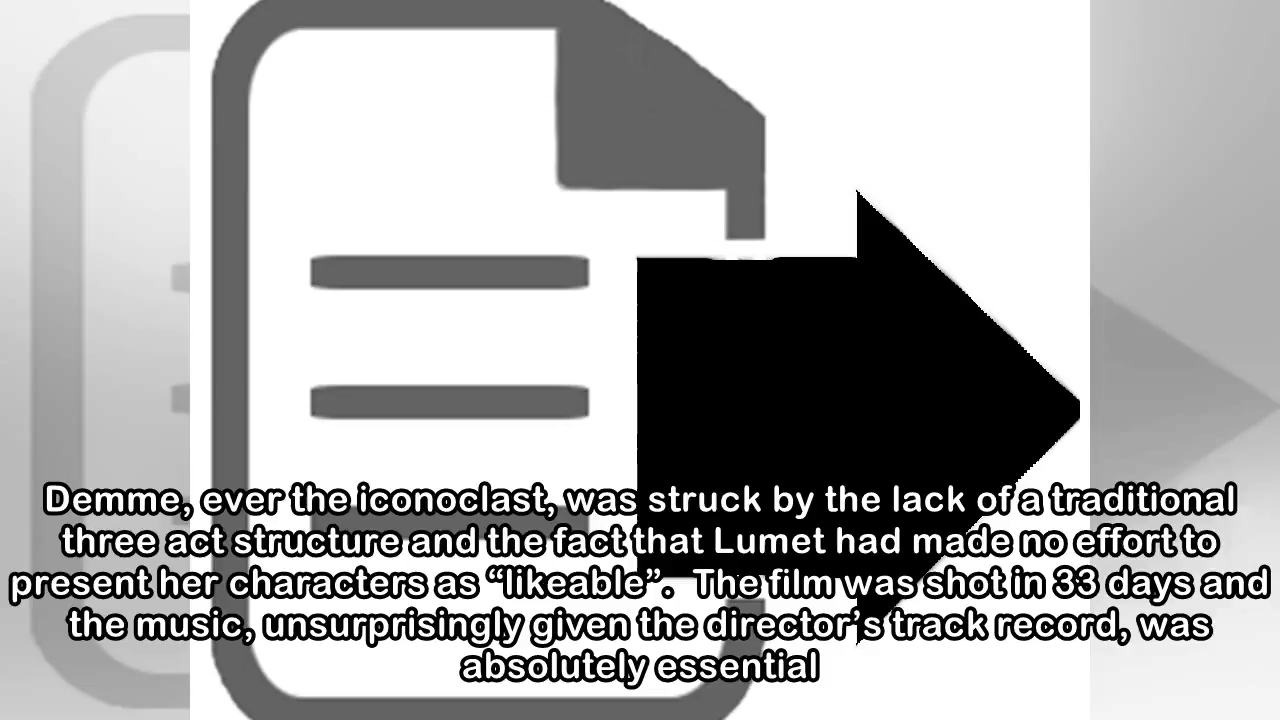 Demme, ever the iconoclast, was struck by the lack of a traditional
three act structure and the fact that Lumet had made no effort to
present her characters as “likeable”.  The film was shot in 33 days and
the music, unsurprisingly given the director’s track record, was
absolutely essential